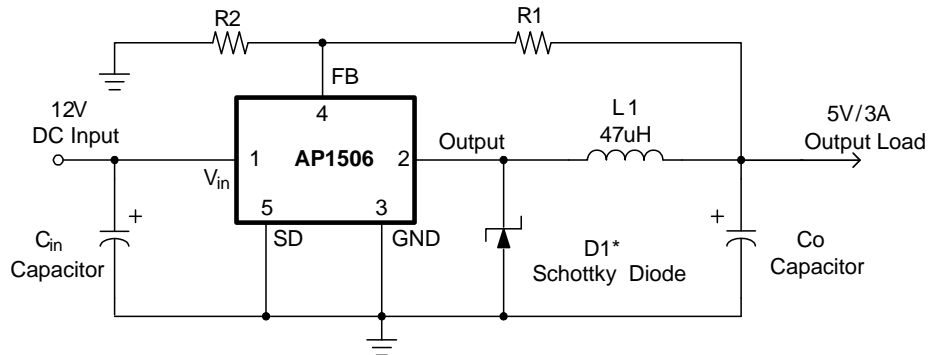 R2
R1
FB
12V
DC Input
4
L1
47uH
5V/3A
Output Load
Output
1
AP1506
2
Vin
5
3
Cin
Capacitor
SD
GND
D1*
Schottky Diode
Co
Capacitor
+
+